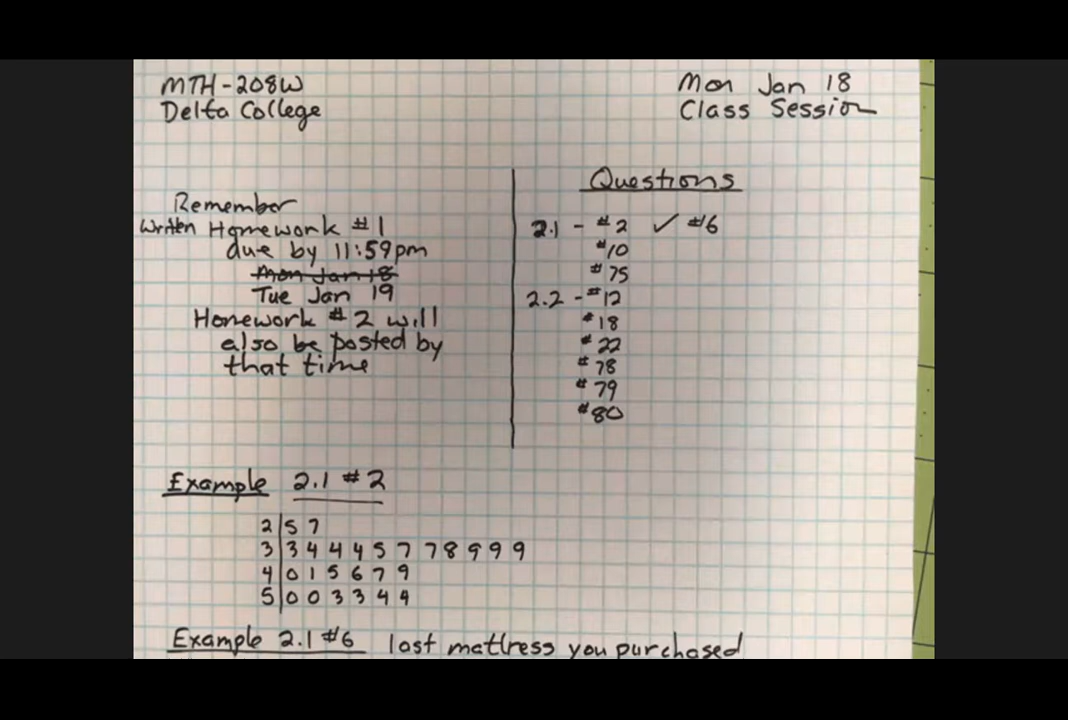 MTH-208W
Delta College
Mon Jan 18
Class Session
Remember
Written Homework #1
due by 11:59pm
Mon Jan 18
Tue Jan 19
Homework #2 will
also be posted by
that time
Questions
2.1 - #2 ✓ #6
#10
#75
2.2 - #12
#18
#22
#78
#79
#80
Example 2.1 #2
2 | 5 7
3 | 3 4 4 4 5 7 7 8 9 9 9
4 | 0 1 5 6 7 9
5 | 0 0 3 3 4 4
Example 2.1 #6 last mattress you purchased